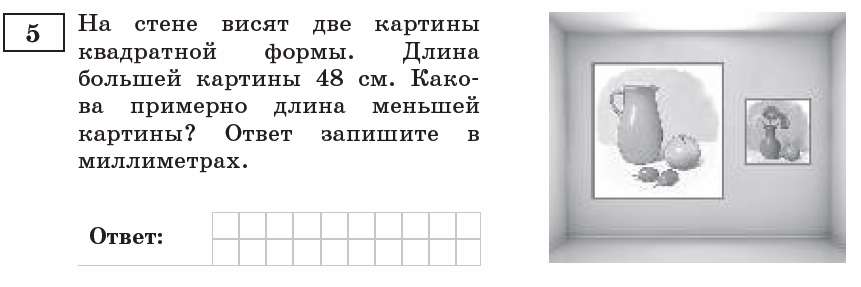 5
На стене висят две картины
квадратной формы. Длина
большей картины 48 см. Како-
ва примерно длина меньшей
картины? Ответ запишите в
миллиметрах.
Ответ: